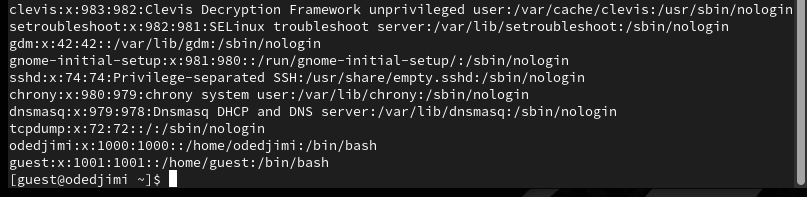 clevis:x:983:982:Clevis Decryption Framework unprivileged user:/var/cache/clevis:/usr/sbin/nologin
setroubleshoot:x:982:981:SELinux troubleshoot server:/var/lib/setroubleshoot:/sbin/nologin
gdm:x:42:42::/var/lib/gdm:/sbin/nologin
gnome-initial-setup:x:981:980::/run/gnome-initial-setup/:/sbin/nologin
sshd:x:74:74:Privilege-separated SSH:/usr/share/empty.sshd:/sbin/nologin
chrony:x:980:979:chrony system user:/var/lib/chrony:/sbin/nologin
dnsmasq:x:979:978:Dnsmasq DHCP and DNS server:/var/lib/dnsmasq:/sbin/nologin
tcpdump:x:72:72::/:/sbin/nologin
odedjimi:x:1000:1000::/home/odedjimi:/bin/bash
guest:x:1001:1001::/home/guest:/bin/bash
[guest@odedjimi ~]$